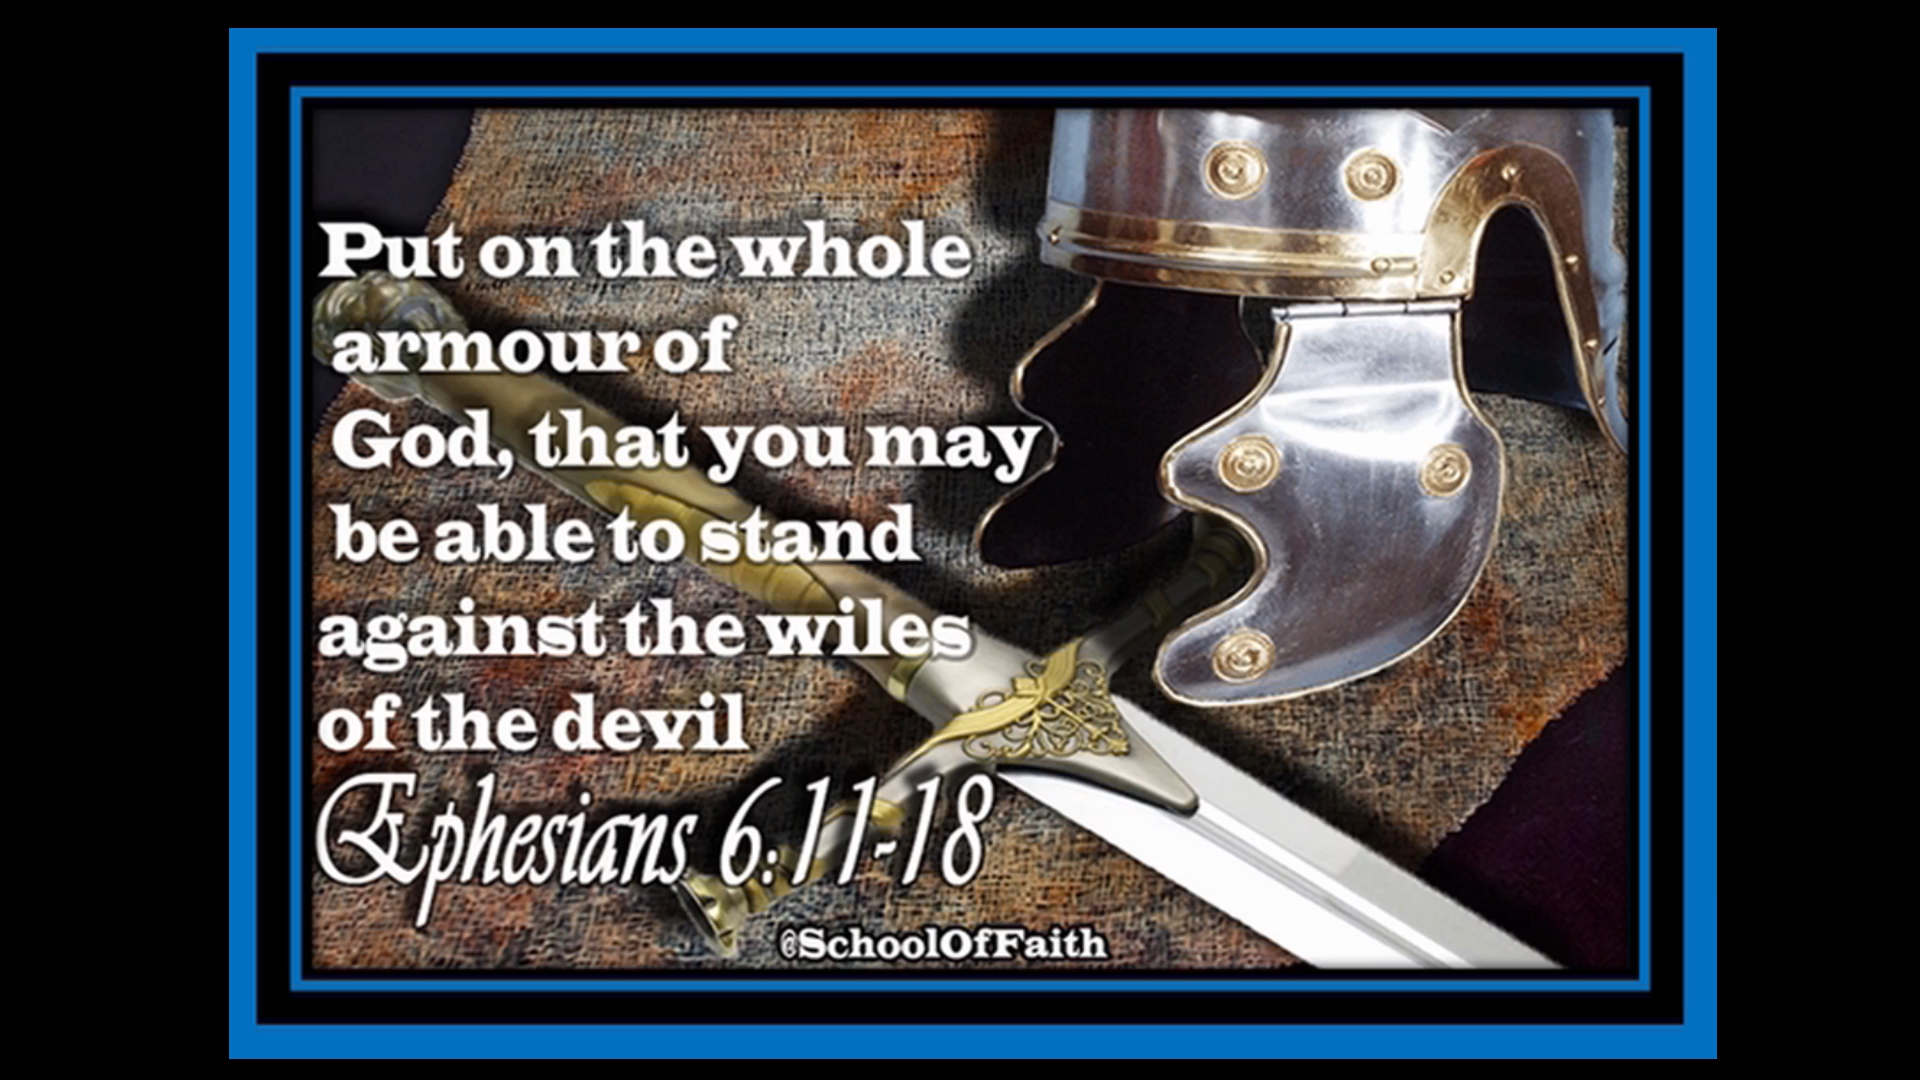 Put on the whole
armour of
God, that you may
be able to stand
against the wiles
of the devil
Ephesians 6:11-18
@SchoolOfFaith